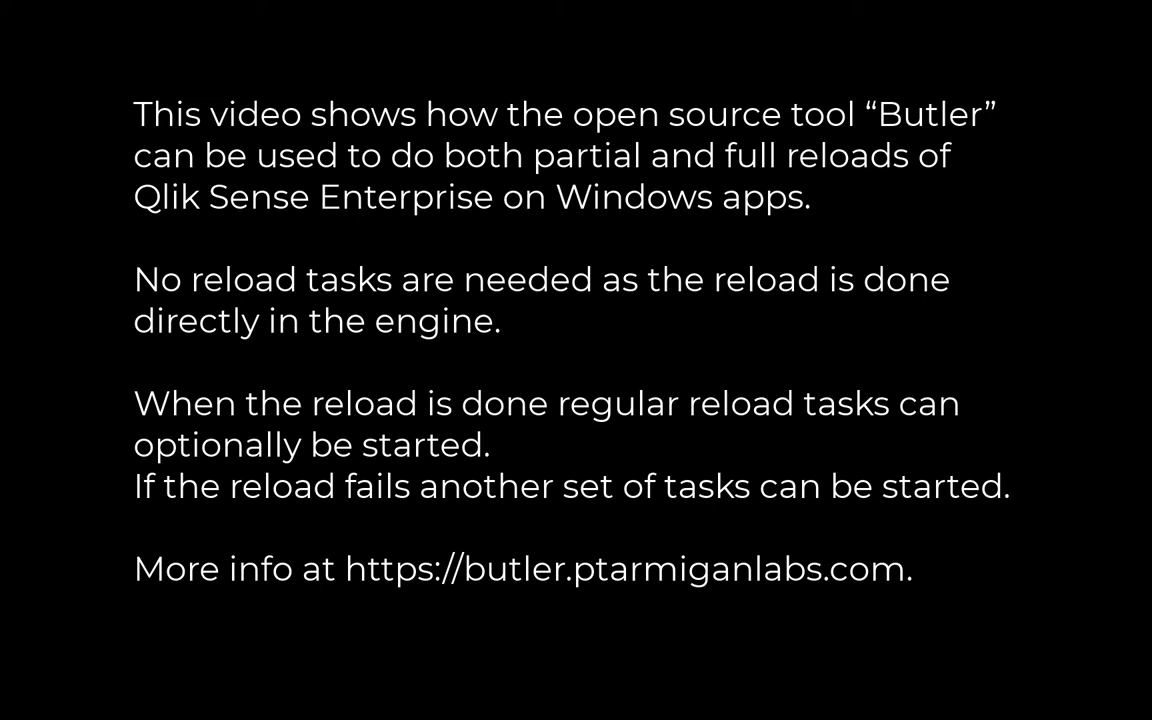 This video shows how the open source tool “Butler”
can be used to do both partial and full reloads of
Qlik Sense Enterprise on Windows apps.
No reload tasks are needed as the reload is done
directly in the engine.
When the reload is done regular reload tasks can
optionally be started.
If the reload fails another set of tasks can be started.
More info at https://butler.ptarmiganlabs.com.